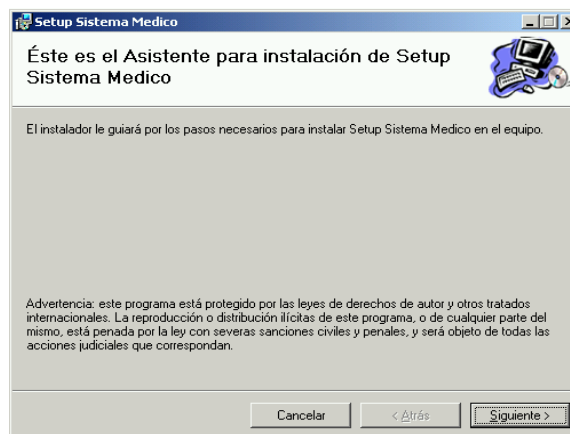 Setup Sistema Medico
Éste es el Asistente para instalación de Setup
Sistema Medico
El instalador le guiará por los pasos necesarios para instalar Setup Sistema Medico en el equipo.
Advertencia: este programa está protegido por las leyes de derechos de autor y otros tratados
internacionales. La reproducción o distribución ilícitas de este programa, o de cualquier parte del
mismo, está penada por la ley con severas sanciones civiles y penales, y será objeto de todas las
acciones judiciales que correspondan.
Cancelar < Atrás Siguiente >